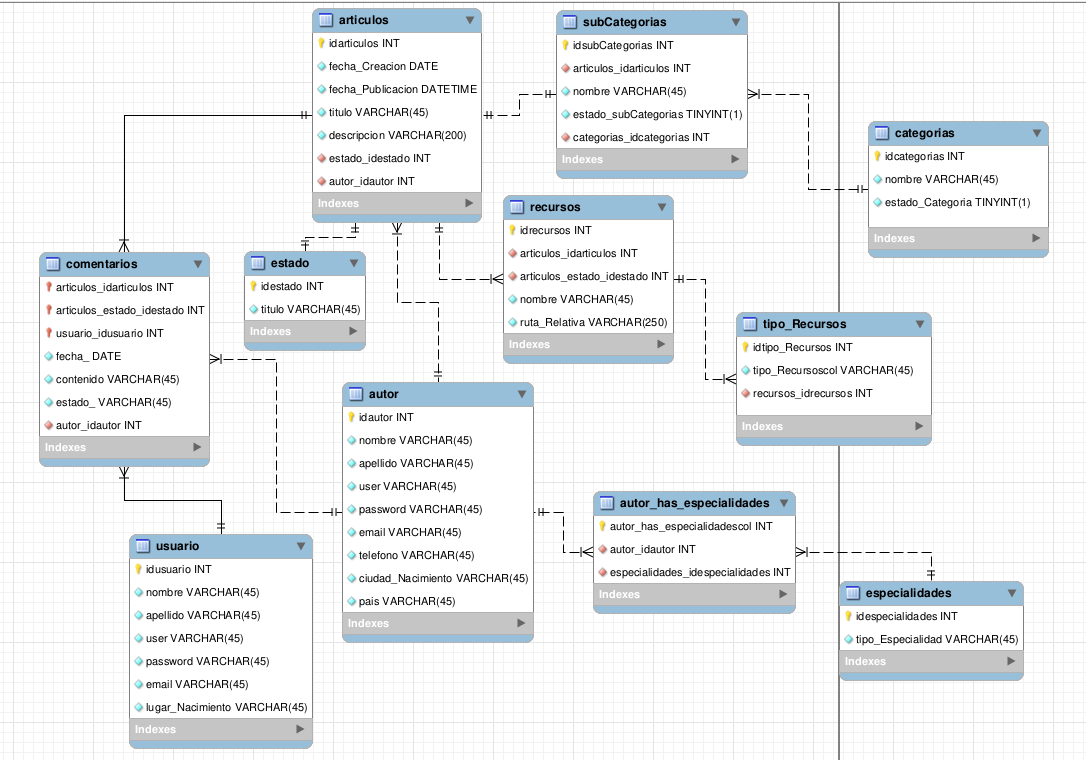 articulos
idarticulos INT
fecha_Creacion DATE
fecha_Publicacion DATETIME
titulo VARCHAR(45)
descripcion VARCHAR(200)
estado_idestado INT
autor_idautor INT
Indexes
subCategorias
idsubCategorias INT
articulos_idarticulos INT
nombre VARCHAR(45)
estado_subCategorias TINYINT(1)
categorias_idcategorias INT
Indexes
categorias
idcategorias INT
nombre VARCHAR(45)
estado_Categoria TINYINT(1)
Indexes
recursos
idrecursos INT
articulos_idarticulos INT
articulos_estado_idestado INT
nombre VARCHAR(45)
ruta_Relativa VARCHAR(250)
Indexes
comentarios
articulos_idarticulos INT
articulos_estado_idestado INT
usuario_idusuario INT
fecha_ DATE
contenido VARCHAR(45)
estado_ VARCHAR(45)
autor_idautor INT
Indexes
estado
idestado INT
titulo VARCHAR(45)
Indexes
tipo_Recursos
idtipo_Recursos INT
tipo_Recursoscol VARCHAR(45)
recursos_idrecursos INT
Indexes
autor
idautor INT
nombre VARCHAR(45)
apellido VARCHAR(45)
user VARCHAR(45)
password VARCHAR(45)
email VARCHAR(45)
telefono VARCHAR(45)
ciudad_Nacimiento VARCHAR(45)
pais VARCHAR(45)
Indexes
autor_has_especialidades
autor_has_especialidadescol INT
autor_idautor INT
especialidades_idespecialidades INT
Indexes
usuario
idusuario INT
nombre VARCHAR(45)
apellido VARCHAR(45)
user VARCHAR(45)
password VARCHAR(45)
email VARCHAR(45)
lugar_Nacimiento VARCHAR(45)
Indexes
especialidades
idespecialidades INT
tipo_Especialidad VARCHAR(45)
Indexes